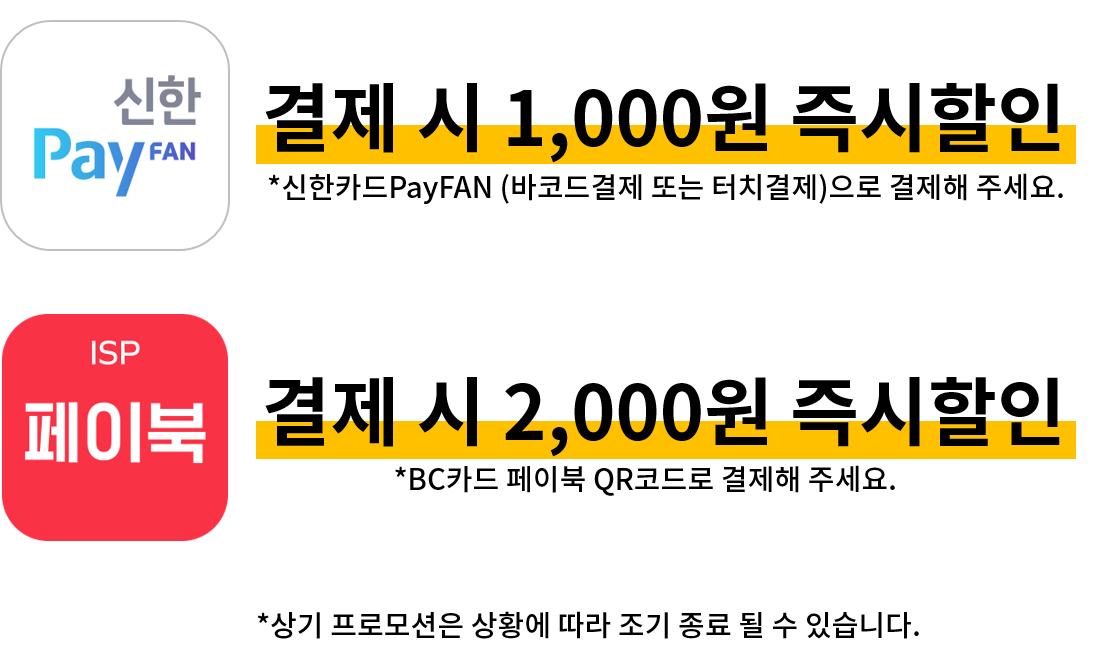 신한
Pay FAN
결제 시 1,000원 즉시할인
*신한카드PayFAN (바코드결제 또는 터치결제)으로 결제해 주세요.
ISP
페이북
결제 시 2,000원 즉시할인
*BC카드 페이북 QR코드로 결제해 주세요.
*상기 프로모션은 상황에 따라 조기 종료 될 수 있습니다.